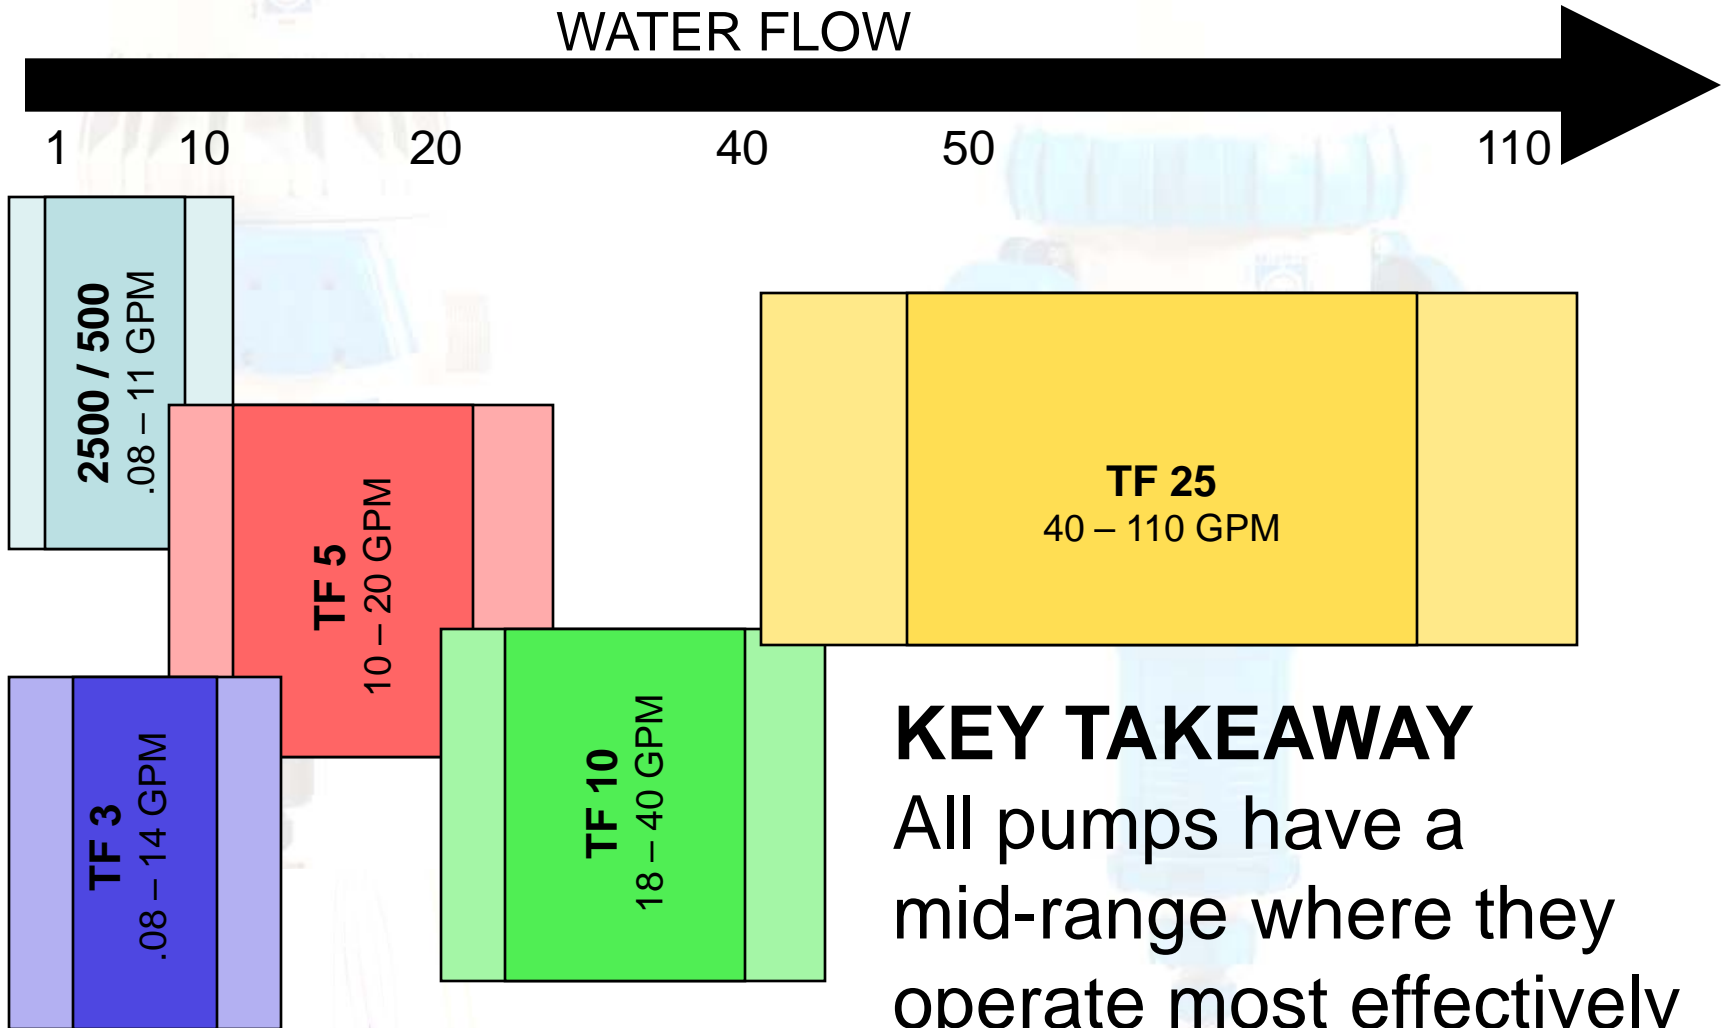 WATER FLOW
1 10 20 40 50 110
2500 / 500
.08 – 11 GPM
TF 5
10 – 20 GPM
TF 25
40 – 110 GPM
TF 3
.08 – 14 GPM
TF 10
18 – 40 GPM
KEY TAKEAWAY
All pumps have a
mid-range where they
operate most effectively